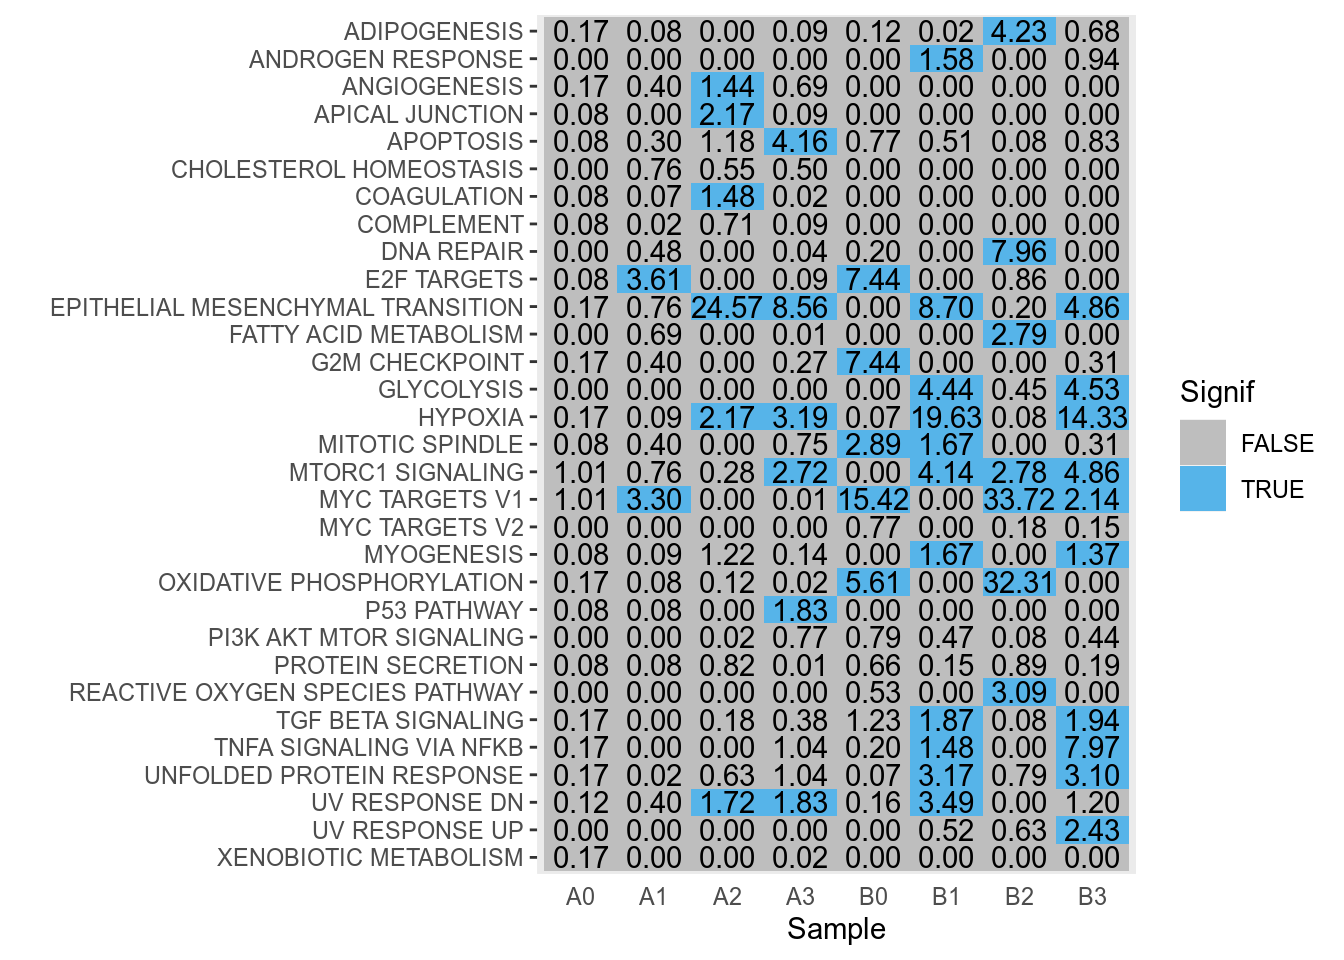 ADIPOGENESIS 0.17 0.08 0.00 0.09 0.12 0.02 4.23 0.68
ANDROGEN RESPONSE 0.00 0.00 0.00 0.00 0.00 1.58 0.00 0.94
ANGIOGENESIS 0.17 0.40 1.44 0.69 0.00 0.00 0.00 0.00
APICAL JUNCTION 0.08 0.00 2.17 0.09 0.00 0.00 0.00 0.00
APOPTOSIS 0.08 0.30 1.18 4.16 0.77 0.51 0.08 0.83
CHOLESTEROL HOMEOSTASIS 0.00 0.76 0.55 0.50 0.00 0.00 0.00 0.00
COAGULATION 0.08 0.07 1.48 0.02 0.00 0.00 0.00 0.00
COMPLEMENT 0.08 0.02 0.71 0.09 0.00 0.00 0.00 0.00
DNA REPAIR 0.00 0.48 0.00 0.04 0.20 0.00 7.96 0.00
E2F TARGETS 0.08 3.61 0.00 0.09 7.44 0.00 0.86 0.00
EPITHELIAL MESENCHYMAL TRANSITION 0.17 0.76 24.57 8.56 0.00 8.70 0.20 4.86
FATTY ACID METABOLISM 0.00 0.69 0.00 0.01 0.00 0.00 2.79 0.00
G2M CHECKPOINT 0.17 0.40 0.00 0.27 7.44 0.00 0.00 0.31
GLYCOLYSIS 0.00 0.00 0.00 0.00 0.00 4.44 0.45 4.53
HYPOXIA 0.17 0.09 2.17 3.19 0.07 19.63 0.08 14.33
MITOTIC SPINDLE 0.08 0.40 0.00 0.75 2.89 1.67 0.00 0.31
MTORC1 SIGNALING 1.01 0.76 0.28 2.72 0.00 4.14 2.78 4.86
MYC TARGETS V1 1.01 3.30 0.00 0.01 15.42 0.00 33.72 2.14
MYC TARGETS V2 0.00 0.00 0.00 0.00 0.77 0.00 0.18 0.15
MYOGENESIS 0.08 0.09 1.22 0.14 0.00 1.67 0.00 1.37
OXIDATIVE PHOSPHORYLATION 0.17 0.08 0.12 0.02 5.61 0.00 32.31 0.00
P53 PATHWAY 0.08 0.08 0.00 1.83 0.00 0.00 0.00 0.00
PI3K AKT MTOR SIGNALING 0.00 0.00 0.02 0.77 0.79 0.47 0.08 0.44
PROTEIN SECRETION 0.08 0.08 0.82 0.01 0.66 0.15 0.89 0.19
REACTIVE OXYGEN SPECIES PATHWAY 0.00 0.00 0.00 0.00 0.53 0.00 3.09 0.00
TGF BETA SIGNALING 0.17 0.00 0.18 0.38 1.23 1.87 0.08 1.94
TNFA SIGNALING VIA NFKB 0.17 0.00 0.00 1.04 0.20 1.48 0.00 7.97
UNFOLDED PROTEIN RESPONSE 0.17 0.02 0.63 1.04 0.07 3.17 0.79 3.10
UV RESPONSE DN 0.12 0.40 1.72 1.83 0.16 3.49 0.00 1.20
UV RESPONSE UP 0.00 0.00 0.00 0.00 0.00 0.52 0.63 2.43
XENOBIOTIC METABOLISM 0.17 0.00 0.00 0.02 0.00 0.00 0.00 0.00
A0 A1 A2 A3 B0 B1 B2 B3
Sample
Signif
FALSE
TRUE